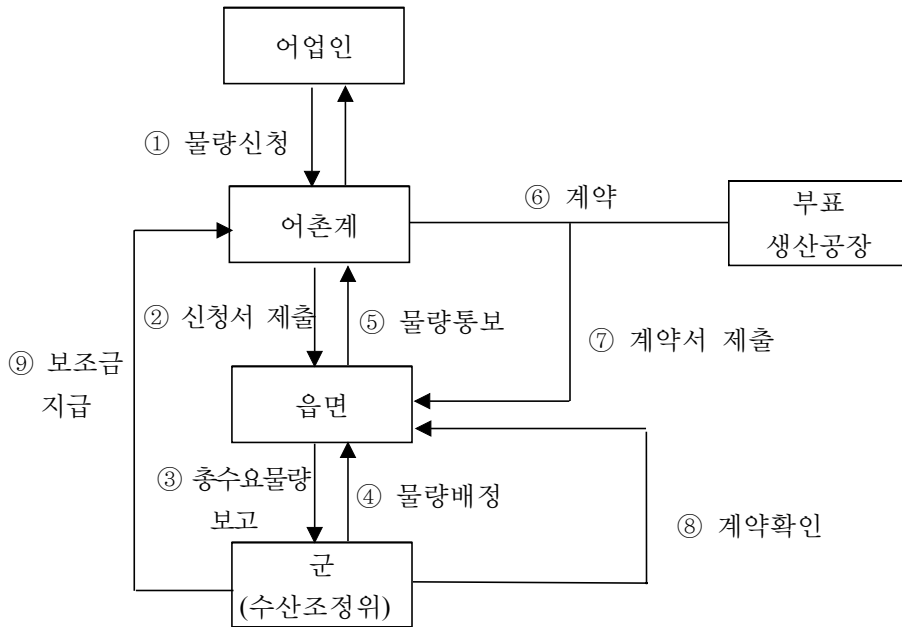 어업인
① 물량신청
어촌계
⑥ 계약
부표
생산공장
② 신청서 제출
⑤ 물량통보
⑦ 계약서 제출
⑨ 보조금
지급
읍면
③ 총수요물량
보고
④ 물량배정
⑧ 계약확인
군
(수산조정위)